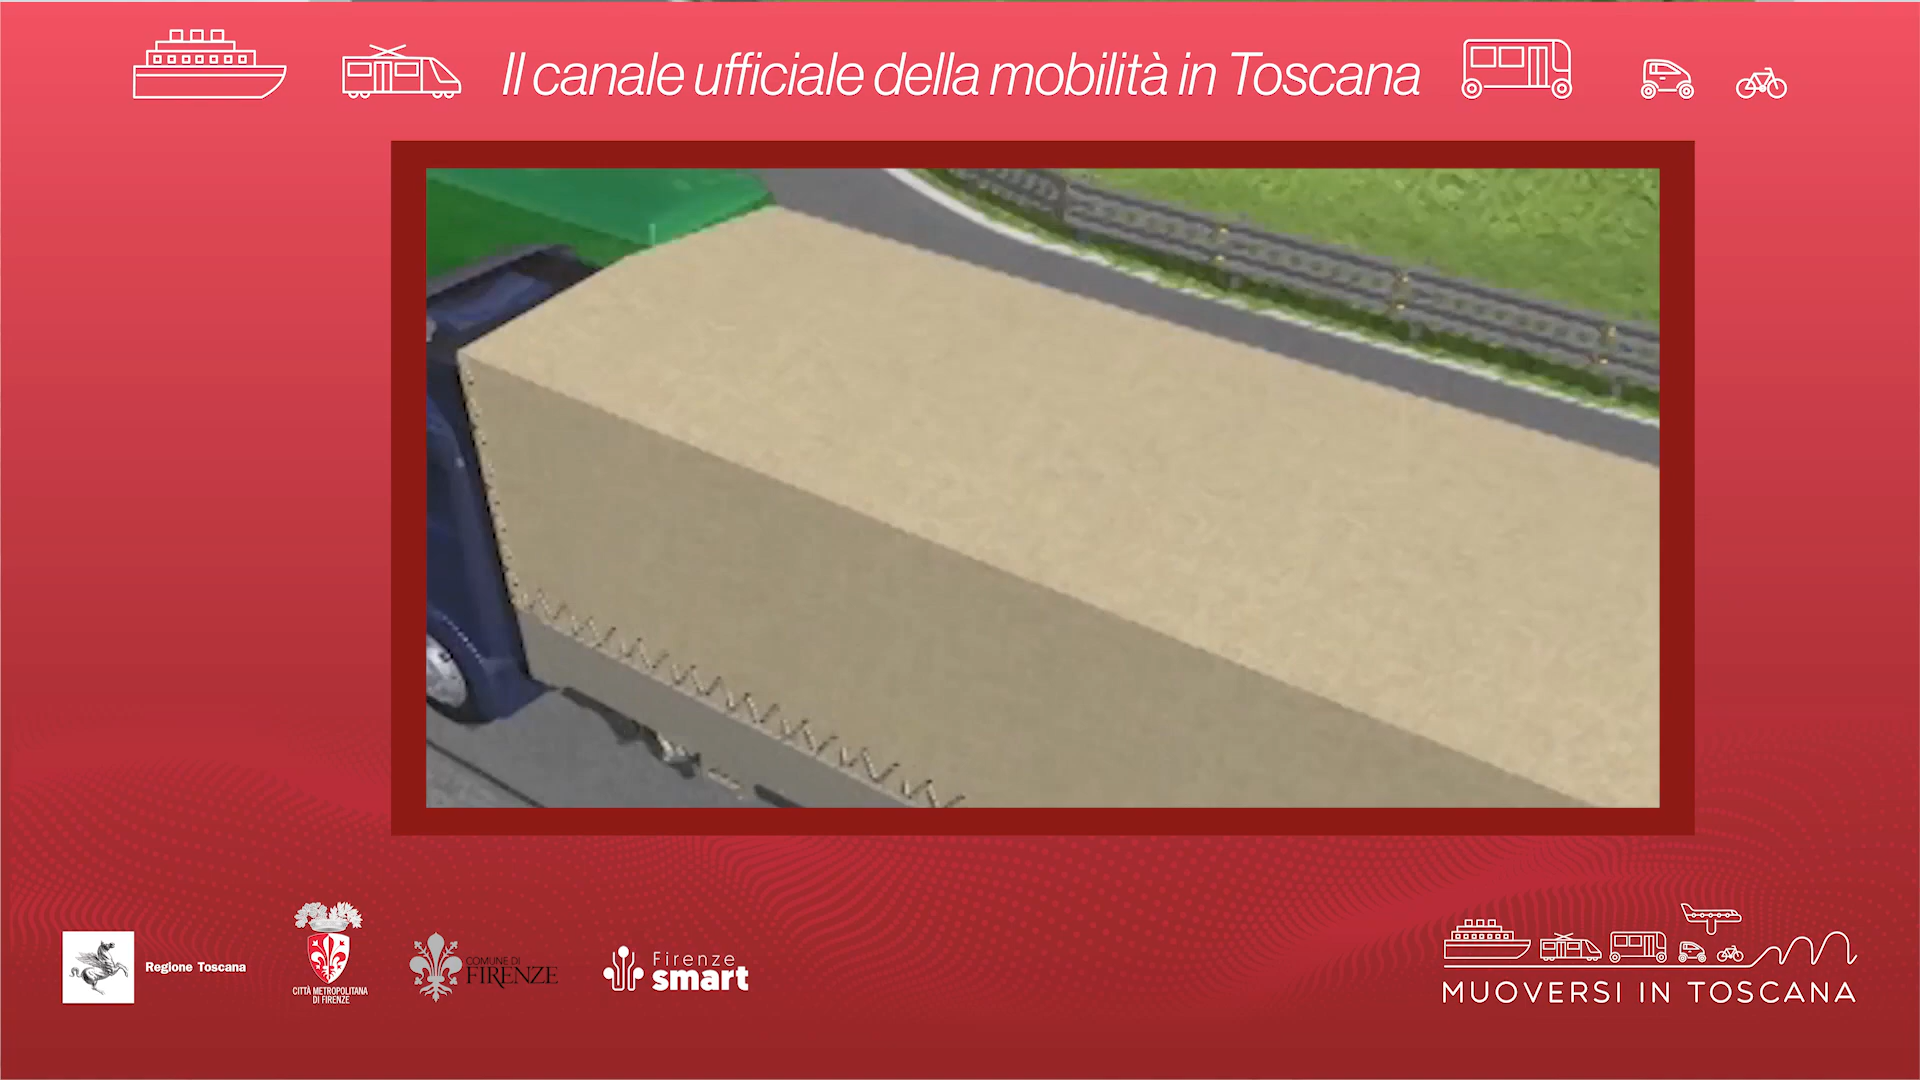 Il canale ufficiale della mobilità in Toscana
Regione Toscana
CITTÀ METROPOLITANA
DI FIRENZE
COMUNE DI
FIRENZE
Firenze
smart
MUOVERSI IN TOSCANA